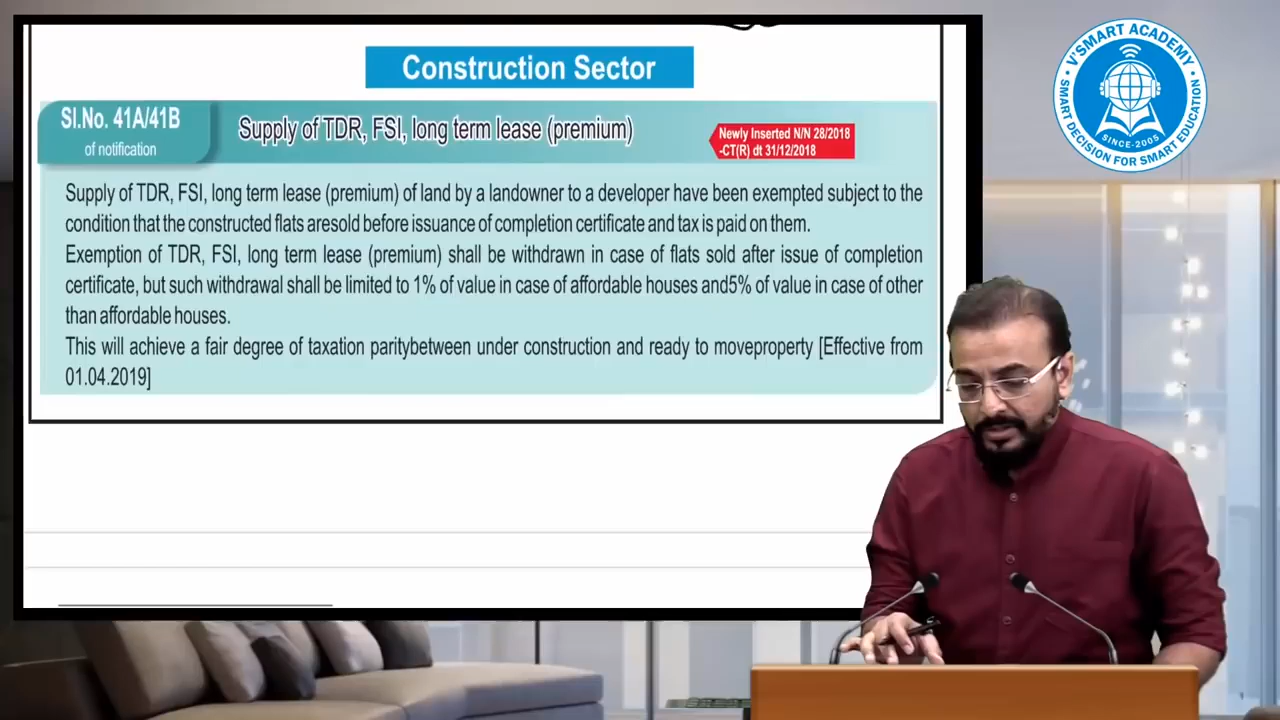 Construction Sector
Sl.No. 41A/41B
of notification
Supply of TDR, FSI, long term lease (premium)
Newly Inserted N/N 28/2018
-CT(R) dt 31/12/2018
Supply of TDR, FSI, long term lease (premium) of land by a landowner to a developer have been exempted subject to the
condition that the constructed flats aresold before issuance of completion certificate and tax is paid on them.
Exemption of TDR, FSI, long term lease (premium) shall be withdrawn in case of flats sold after issue of completion
certificate, but such withdrawal shall be limited to 1% of value in case of affordable houses and5% of value in case of other
than affordable houses.
This will achieve a fair degree of taxation paritybetween under construction and ready to moveproperty [Effective from
01.04.2019]
V'SMART ACADEMY
SINCE-2005
SMART DECISION FOR SMART EDUCATION